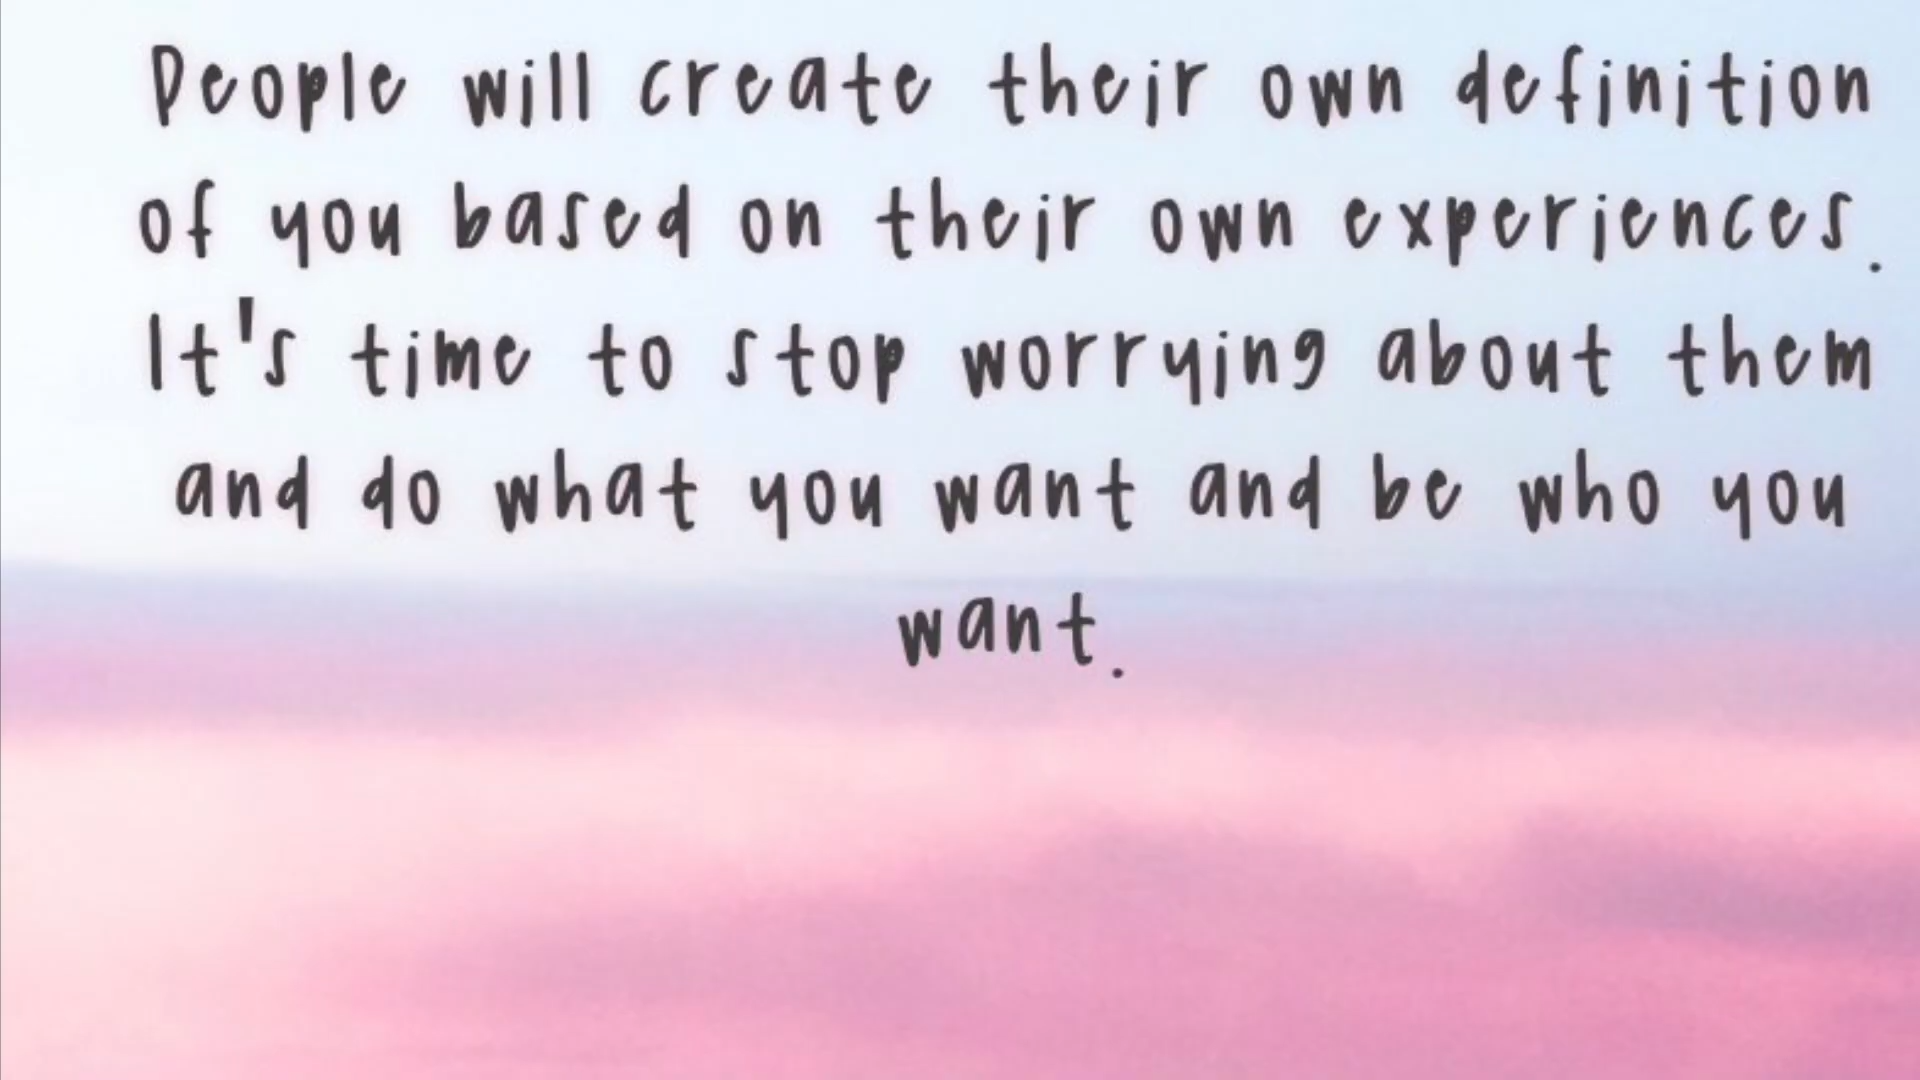 People will create their own definition
of you based on their own experiences.
It's time to stop worrying about them
and do what you want and be who you
want.